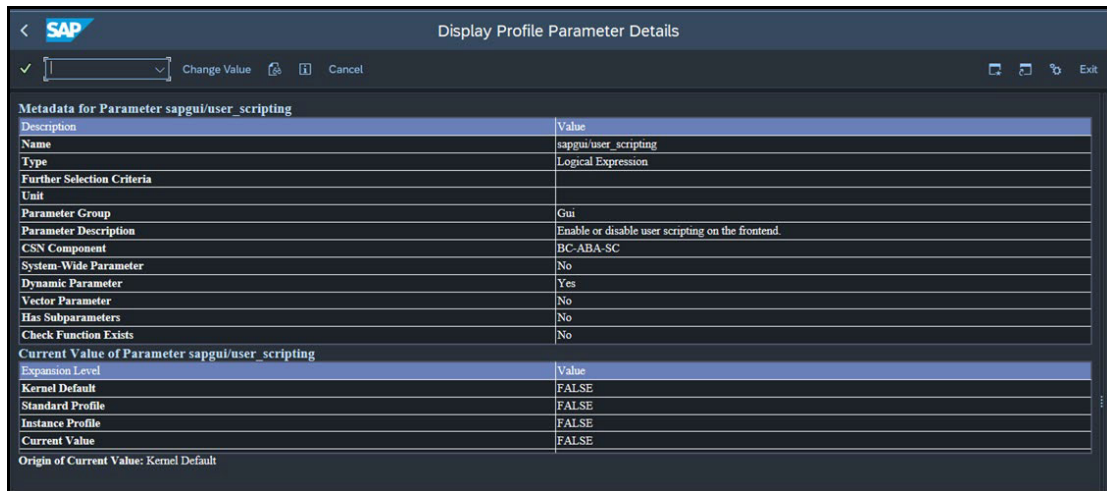 SAP Display Profile Parameter Details
Change Value Cancel Exit
Metadata for Parameter sapgui/user_scripting
Description Value
Name sapgui/user_scripting
Type Logical Expression
Further Selection Criteria
Unit
Parameter Group Gui
Parameter Description Enable or disable user scripting on the frontend.
CSN Component BC-ABA-SC
System-Wide Parameter No
Dynamic Parameter Yes
Vector Parameter No
Has Subparameters No
Check Function Exists No
Current Value of Parameter sapgui/user_scripting
Expansion Level Value
Kernel Default FALSE
Standard Profile FALSE
Instance Profile FALSE
Current Value FALSE
Origin of Current Value: Kernel Default